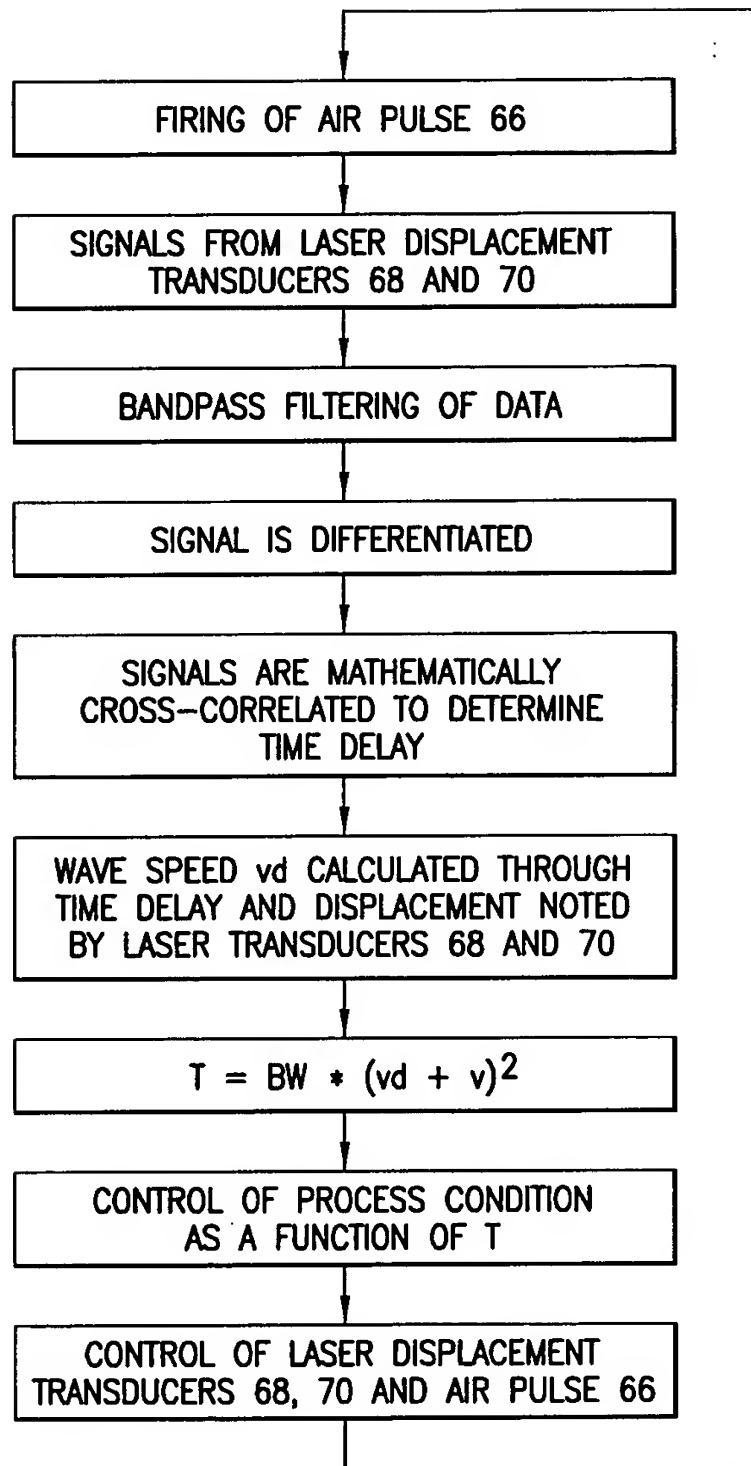 FIRING OF AIR PULSE 66
SIGNALS FROM LASER DISPLACEMENT
TRANSDUCERS 68 AND 70
BANDPASS FILTERING OF DATA
SIGNAL IS DIFFERENTIATED
SIGNALS ARE MATHEMATICALLY
CROSS-CORRELATED TO DETERMINE
TIME DELAY
WAVE SPEED vd CALCULATED THROUGH
TIME DELAY AND DISPLACEMENT NOTED
BY LASER TRANSDUCERS 68 AND 70
T = BW * (vd + v)²
CONTROL OF PROCESS CONDITION
AS A FUNCTION OF T
CONTROL OF LASER DISPLACEMENT
TRANSDUCERS 68, 70 AND AIR PULSE 66